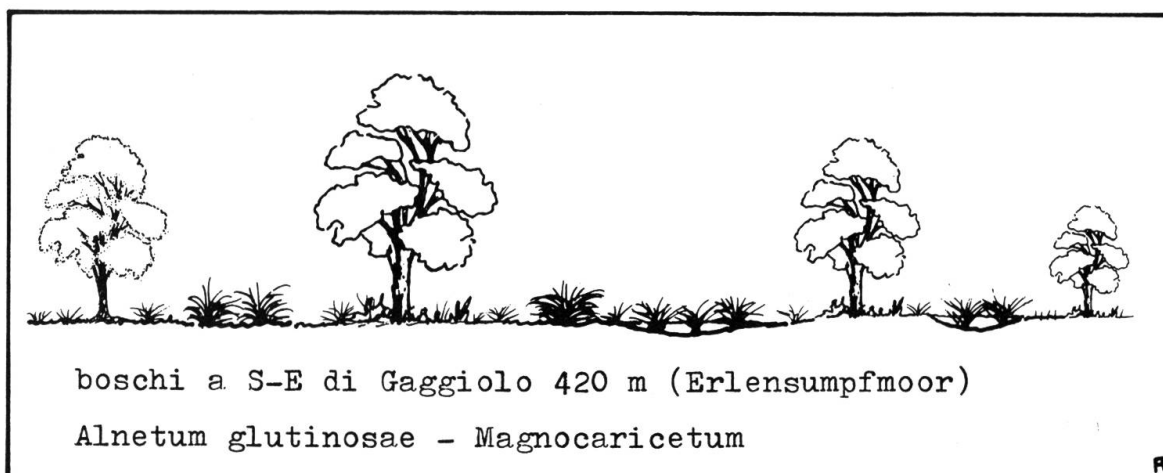 boschi a S-E di Gaggiolo 420 m (Erlensumpfmoor)
Alnetum glutinosae - Magnocaricetum